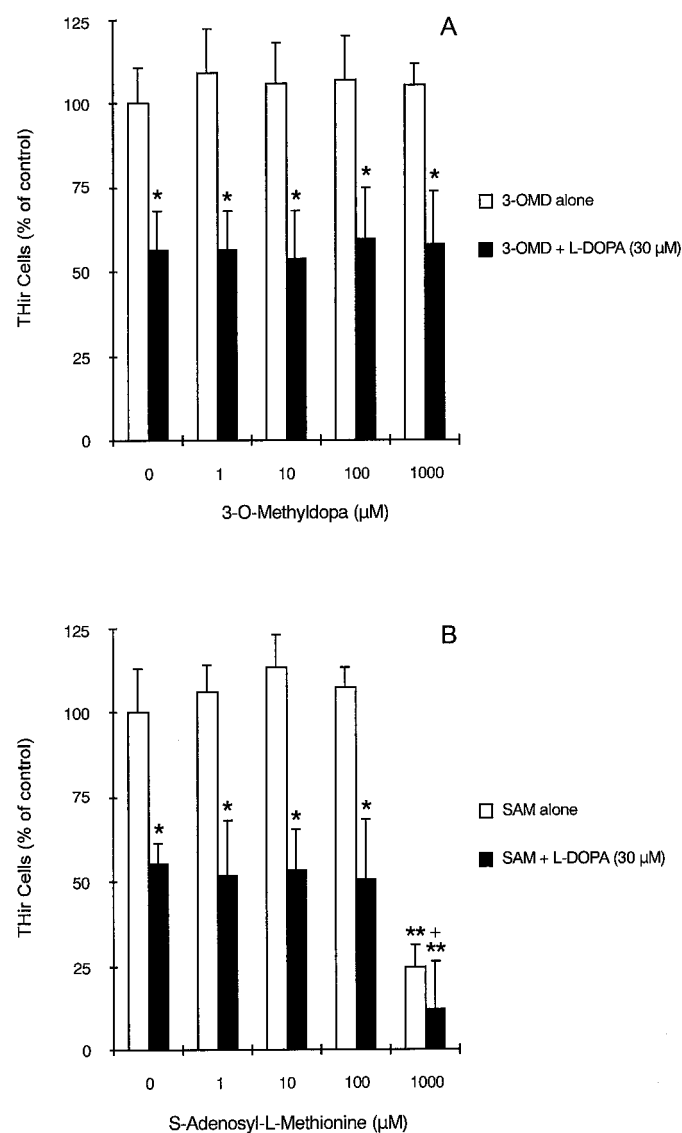 A
THir Cells (% of control)
125
100
75
50
25
0
* * * * *
0 1 10 100 1000
3-O-Methyldopa (µM)
3-OMD alone
3-OMD + L-DOPA (30 µM)
B
THir Cells (% of control)
125
100
75
50
25
0
* * * * ** + **
0 1 10 100 1000
S-Adenosyl-L-Methionine (µM)
SAM alone
SAM + L-DOPA (30 µM)